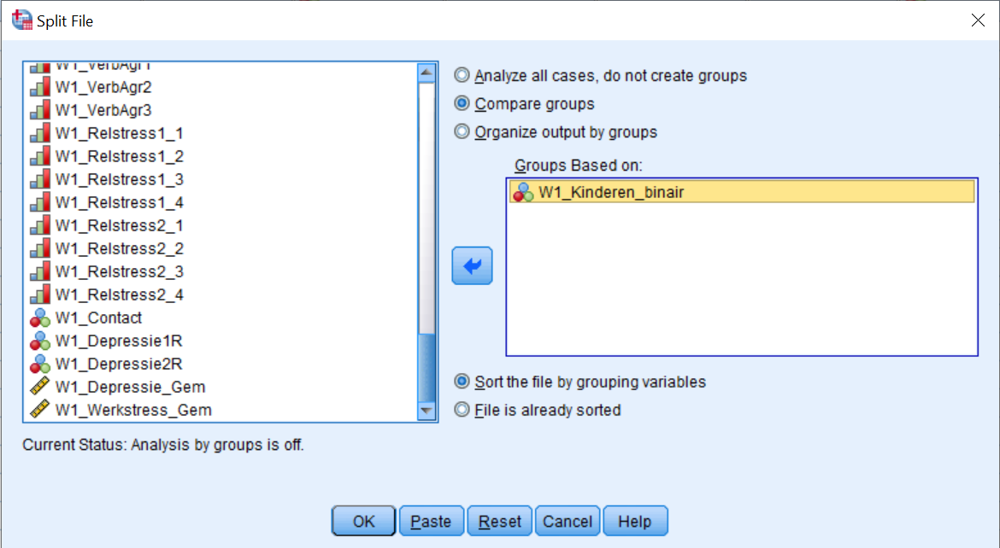 Split File
W1_VerbAgr1
W1_VerbAgr2
W1_VerbAgr3
W1_Relstress1_1
W1_Relstress1_2
W1_Relstress1_3
W1_Relstress1_4
W1_Relstress2_1
W1_Relstress2_2
W1_Relstress2_3
W1_Relstress2_4
W1_Contact
W1_Depressie1R
W1_Depressie2R
W1_Depressie_Gem
W1_Werkstress_Gem
Analyze all cases, do not create groups
Compare groups
Organize output by groups
Groups Based on:
W1_Kinderen_binair
Sort the file by grouping variables
File is already sorted
Current Status: Analysis by groups is off.
OK Paste Reset Cancel Help